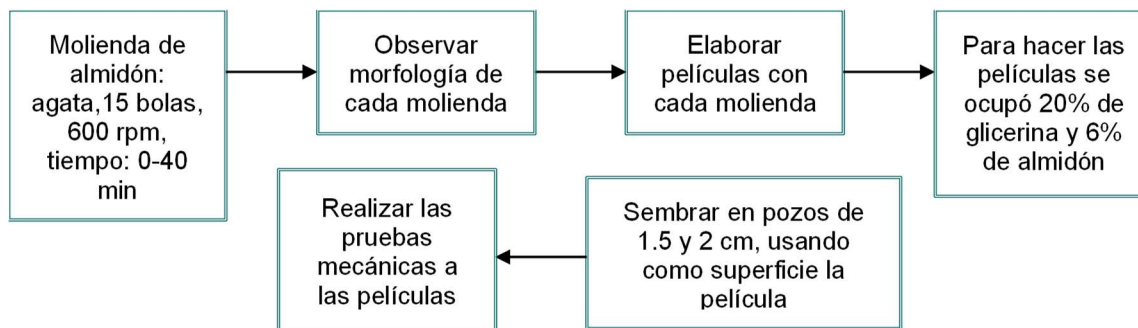 Molienda de
almidón:
agata,15 bolas,
600 rpm,
tiempo: 0-40
min
Observar
morfología de
cada molienda
Elaborar
películas con
cada molienda
Para hacer las
películas se
ocupó 20% de
glicerina y 6%
de almidón
Sembrar en pozos de
1.5 y 2 cm, usando
como superficie la
película
Realizar las
pruebas
mecánicas a
las películas